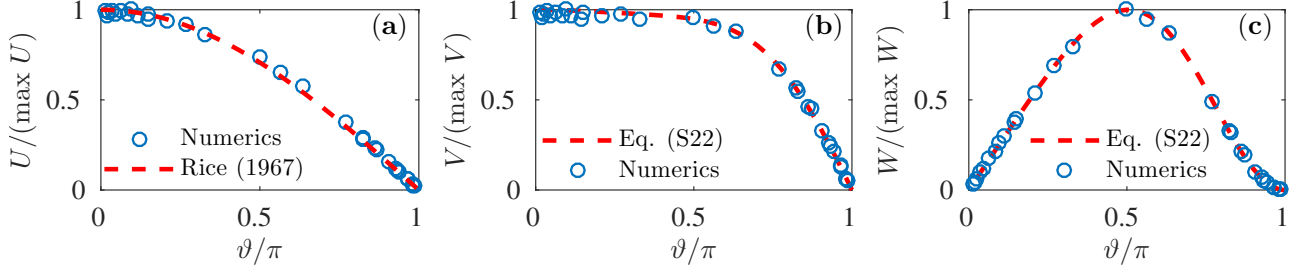 U/(max U)
1
0.5
0
(a)
Numerics
Rice (1967)
0
0.5
1
ϑ/π
V/(max V)
1
0.5
0
(b)
Eq. (S22)
Numerics
0
0.5
1
ϑ/π
W/(max W)
1
0.5
0
(c)
Eq. (S22)
Numerics
0
0.5
1
ϑ/π